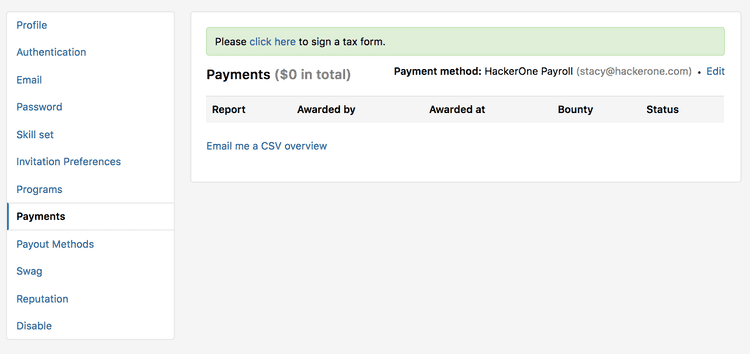 Profile
Authentication
Email
Password
Skill set
Invitation Preferences
Programs
Payments
Payout Methods
Swag
Reputation
Disable
Please click here to sign a tax form.
Payments ($0 in total)
Payment method: HackerOne Payroll (stacy@hackerone.com) • Edit
Report Awarded by Awarded at Bounty Status
Email me a CSV overview